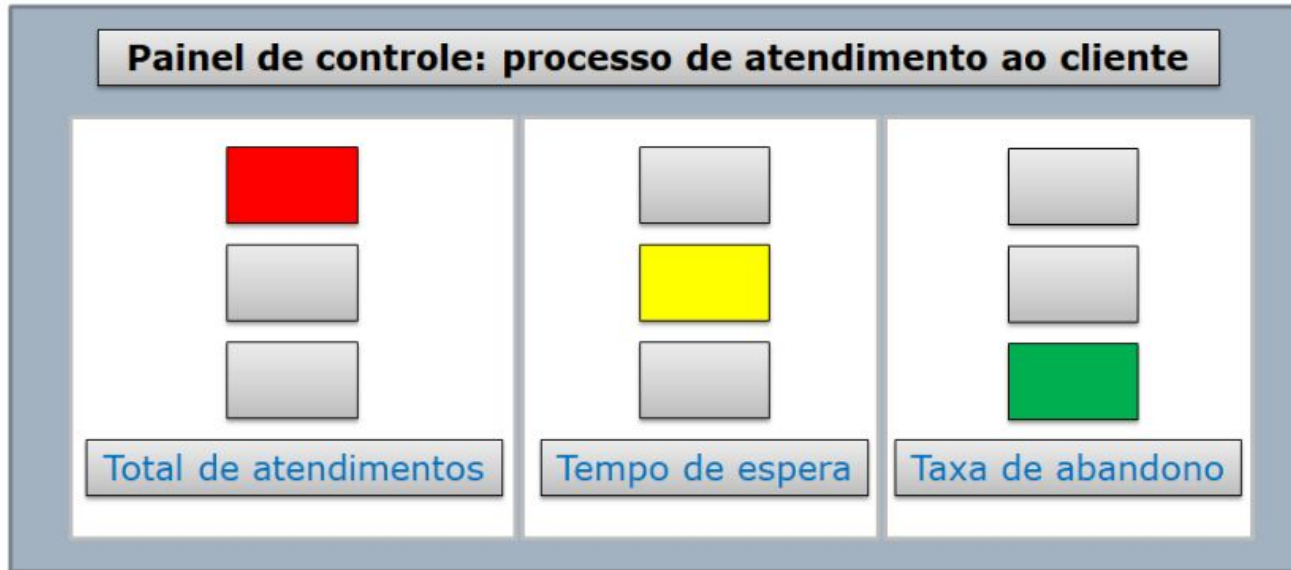 Painel de controle: processo de atendimento ao cliente
Total de atendimentos
Tempo de espera
Taxa de abandono